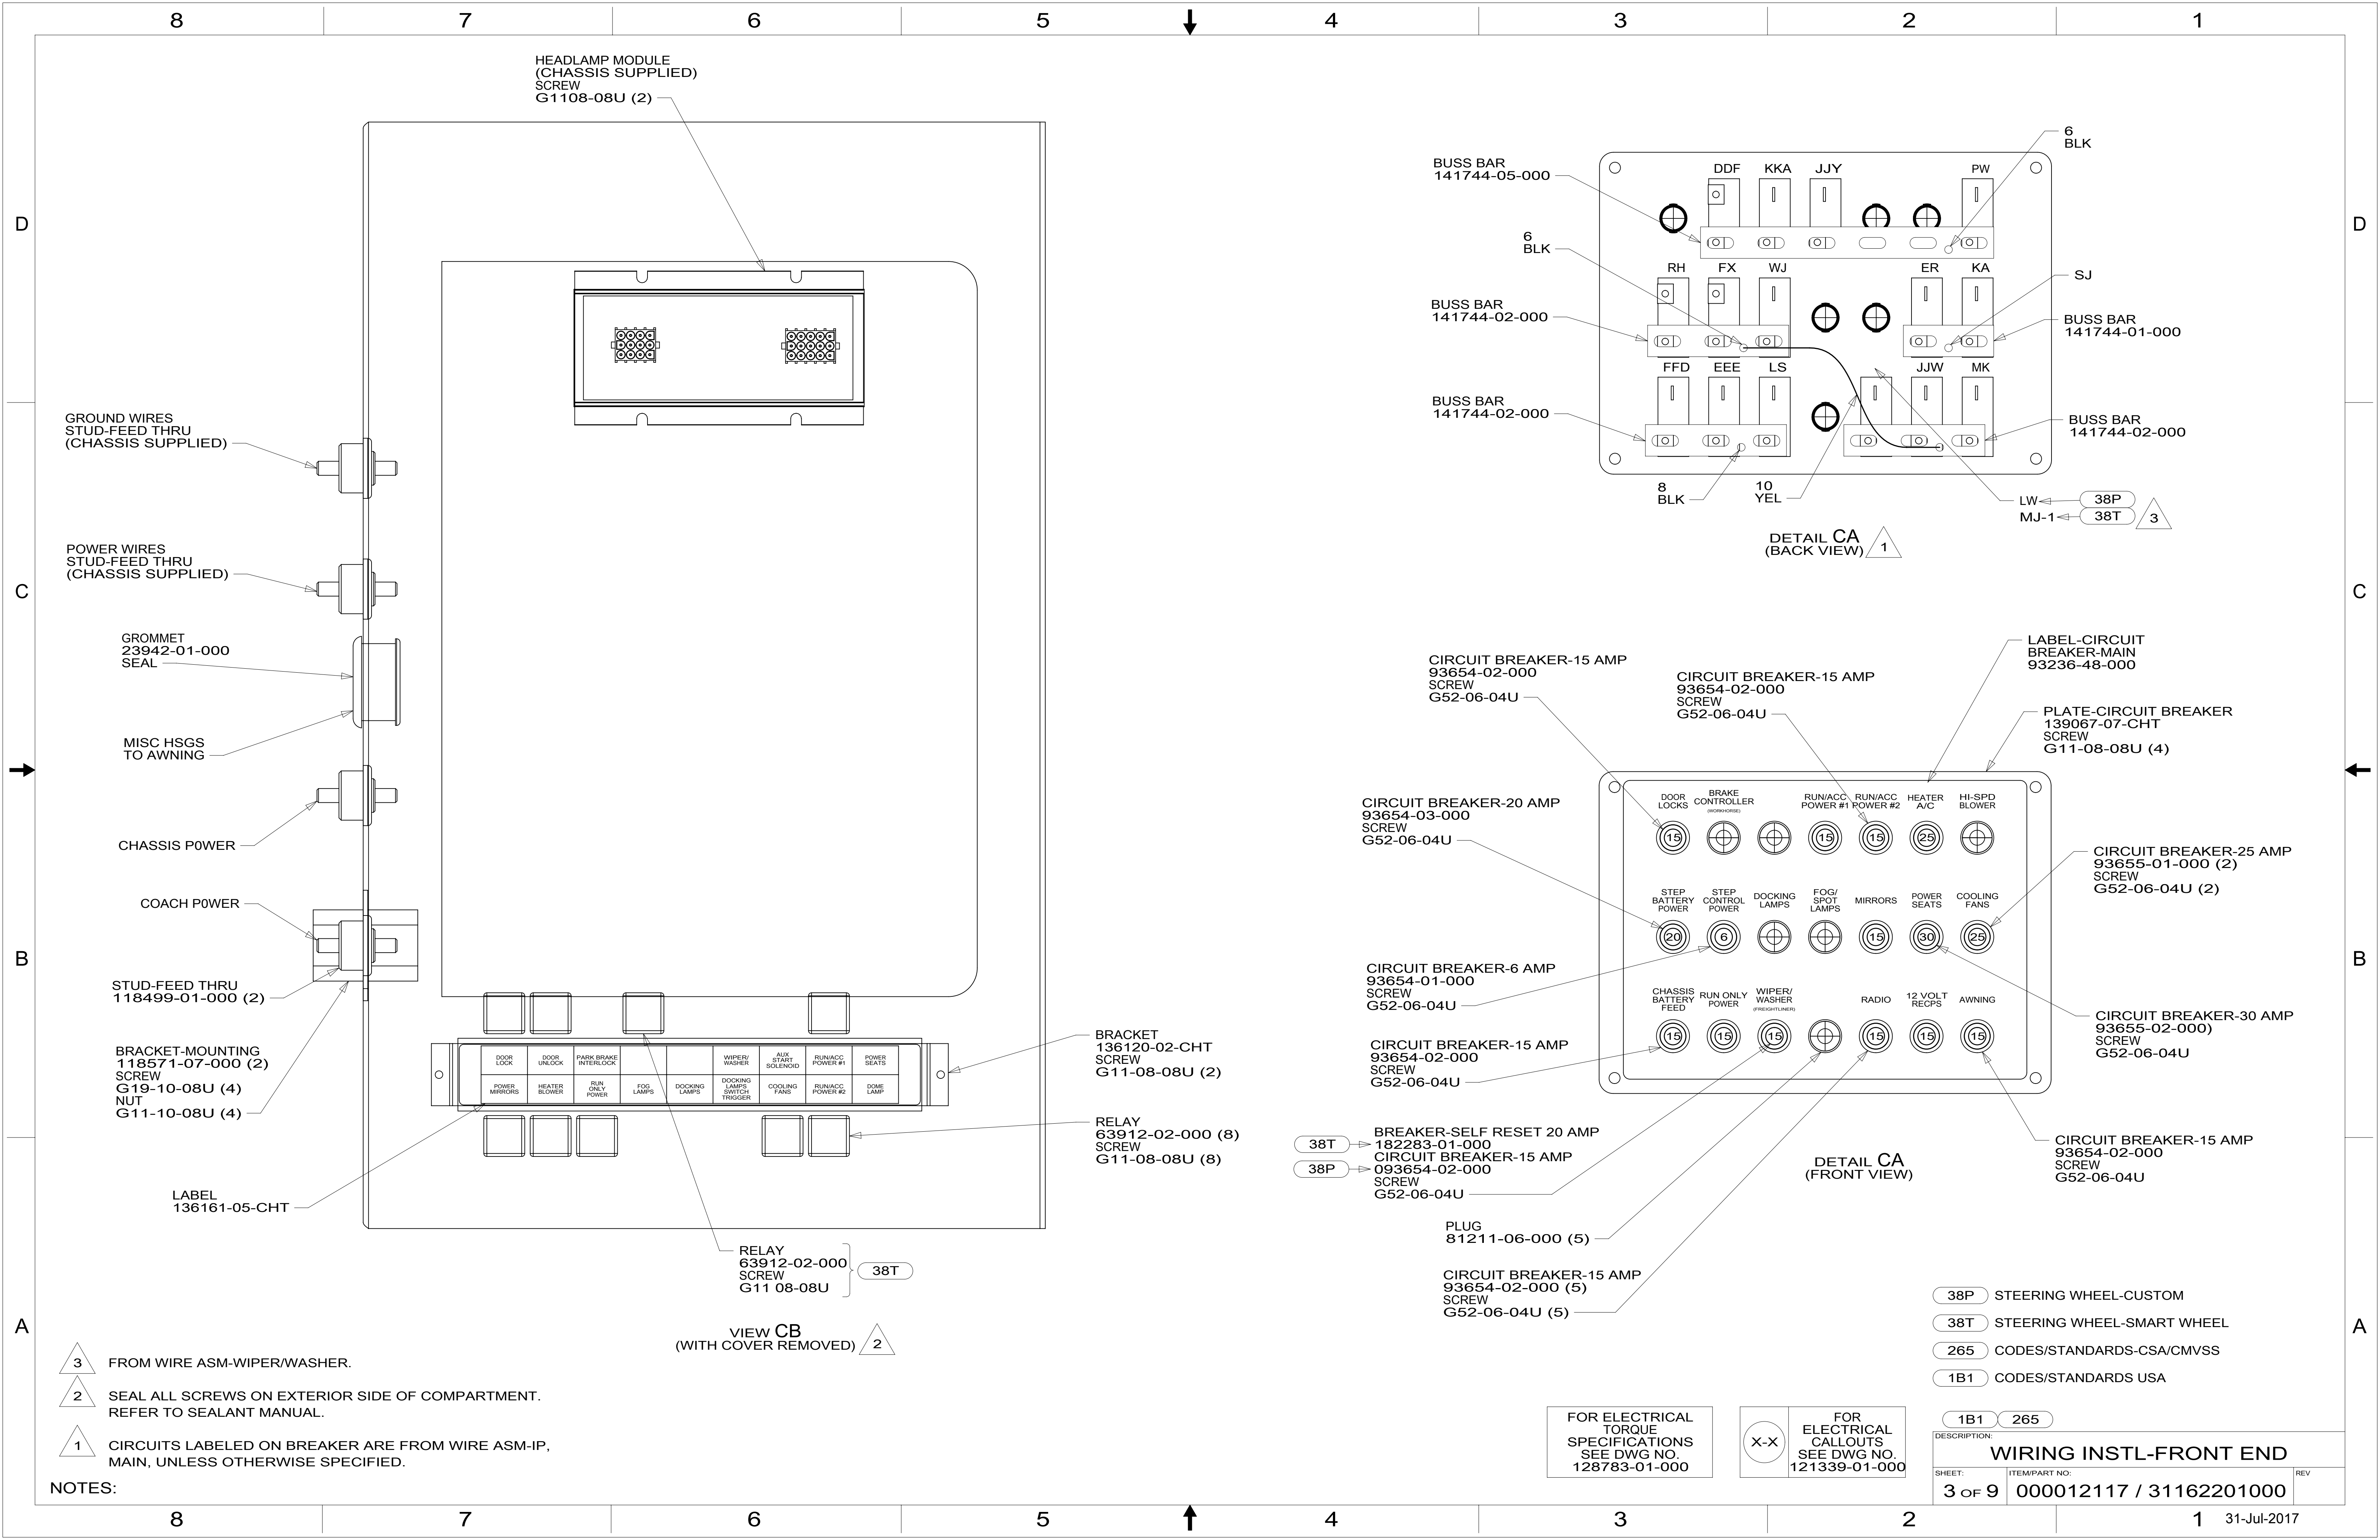 8
7
6
5
4
3
2
1
D
C
B
A
D
C
B
A
HEADLAMP MODULE
(CHASSIS SUPPLIED)
SCREW
G1108-08U (2)
GROUND WIRES
STUD-FEED THRU
(CHASSIS SUPPLIED)
POWER WIRES
STUD-FEED THRU
(CHASSIS SUPPLIED)
GROMMET
23942-01-000
SEAL
MISC HSGS
TO AWNING
CHASSIS P0WER
COACH P0WER
STUD-FEED THRU
118499-01-000 (2)
BRACKET-MOUNTING
118571-07-000 (2)
SCREW
G19-10-08U (4)
NUT
G11-10-08U (4)
LABEL
136161-05-CHT
DOOR
LOCK
DOOR
UNLOCK
PARK BRAKE
INTERLOCK
WIPER/
WASHER
AUX
START
SOLENOID
RUN/ACC
POWER #1
POWER
SEATS
POWER
MIRRORS
HEATER
BLOWER
RUN
ONLY
POWER
FOG
LAMPS
DOCKING
LAMPS
DOCKING
LAMPS
SWITCH
TRIGGER
COOLING
FANS
RUN/ACC
POWER #2
DOME
LAMP
BRACKET
136120-02-CHT
SCREW
G11-08-08U (2)
RELAY
63912-02-000 (8)
SCREW
G11-08-08U (8)
RELAY
63912-02-000
SCREW
G11 08-08U
38T
VIEW CB
(WITH COVER REMOVED)
2
BUSS BAR
141744-05-000
6
BLK
6
BLK
BUSS BAR
141744-02-000
BUSS BAR
141744-02-000
DDF KKA JJY PW
RH FX WJ ER KA
FFD EEE LS JJW MK
SJ
BUSS BAR
141744-01-000
BUSS BAR
141744-02-000
8
BLK
10
YEL
LW 38P
MJ-1 38T
3
DETAIL CA
(BACK VIEW)
1
CIRCUIT BREAKER-15 AMP
93654-02-000
SCREW
G52-06-04U
CIRCUIT BREAKER-15 AMP
93654-02-000
SCREW
G52-06-04U
LABEL-CIRCUIT
BREAKER-MAIN
93236-48-000
PLATE-CIRCUIT BREAKER
139067-07-CHT
SCREW
G11-08-08U (4)
CIRCUIT BREAKER-20 AMP
93654-03-000
SCREW
G52-06-04U
CIRCUIT BREAKER-6 AMP
93654-01-000
SCREW
G52-06-04U
CIRCUIT BREAKER-15 AMP
93654-02-000
SCREW
G52-06-04U
DOOR
LOCKS
BRAKE
CONTROLLER
(WORKHORSE)
RUN/ACC
POWER #1
RUN/ACC
POWER #2
HEATER
A/C
HI-SPD
BLOWER
15 15 15 25
STEP
BATTERY
POWER
STEP
CONTROL
POWER
DOCKING
LAMPS
FOG/
SPOT
LAMPS
MIRRORS
POWER
SEATS
COOLING
FANS
20 6 15 30 25
CHASSIS
BATTERY
FEED
RUN ONLY
POWER
WIPER/
WASHER
(FREIGHTLINER)
RADIO
12 VOLT
RECPS
AWNING
15 15 15 15 15 15
CIRCUIT BREAKER-25 AMP
93655-01-000 (2)
SCREW
G52-06-04U (2)
CIRCUIT BREAKER-30 AMP
93655-02-000)
SCREW
G52-06-04U
CIRCUIT BREAKER-15 AMP
93654-02-000
SCREW
G52-06-04U
38T
38P
BREAKER-SELF RESET 20 AMP
182283-01-000
CIRCUIT BREAKER-15 AMP
093654-02-000
SCREW
G52-06-04U
PLUG
81211-06-000 (5)
CIRCUIT BREAKER-15 AMP
93654-02-000 (5)
SCREW
G52-06-04U (5)
DETAIL CA
(FRONT VIEW)
3 FROM WIRE ASM-WIPER/WASHER.
2 SEAL ALL SCREWS ON EXTERIOR SIDE OF COMPARTMENT.
REFER TO SEALANT MANUAL.
1 CIRCUITS LABELED ON BREAKER ARE FROM WIRE ASM-IP,
MAIN, UNLESS OTHERWISE SPECIFIED.
NOTES:
38P STEERING WHEEL-CUSTOM
38T STEERING WHEEL-SMART WHEEL
265 CODES/STANDARDS-CSA/CMVSS
1B1 CODES/STANDARDS USA
1B1 265
FOR ELECTRICAL
TORQUE
SPECIFICATIONS
SEE DWG NO.
128783-01-000
X-X
FOR
ELECTRICAL
CALLOUTS
SEE DWG NO.
121339-01-000
DESCRIPTION:
WIRING INSTL-FRONT END
SHEET:
3 OF 9
ITEM/PART NO:
000012117 / 31162201000
REV
8
7
6
5
4
3
2
1
31-Jul-2017